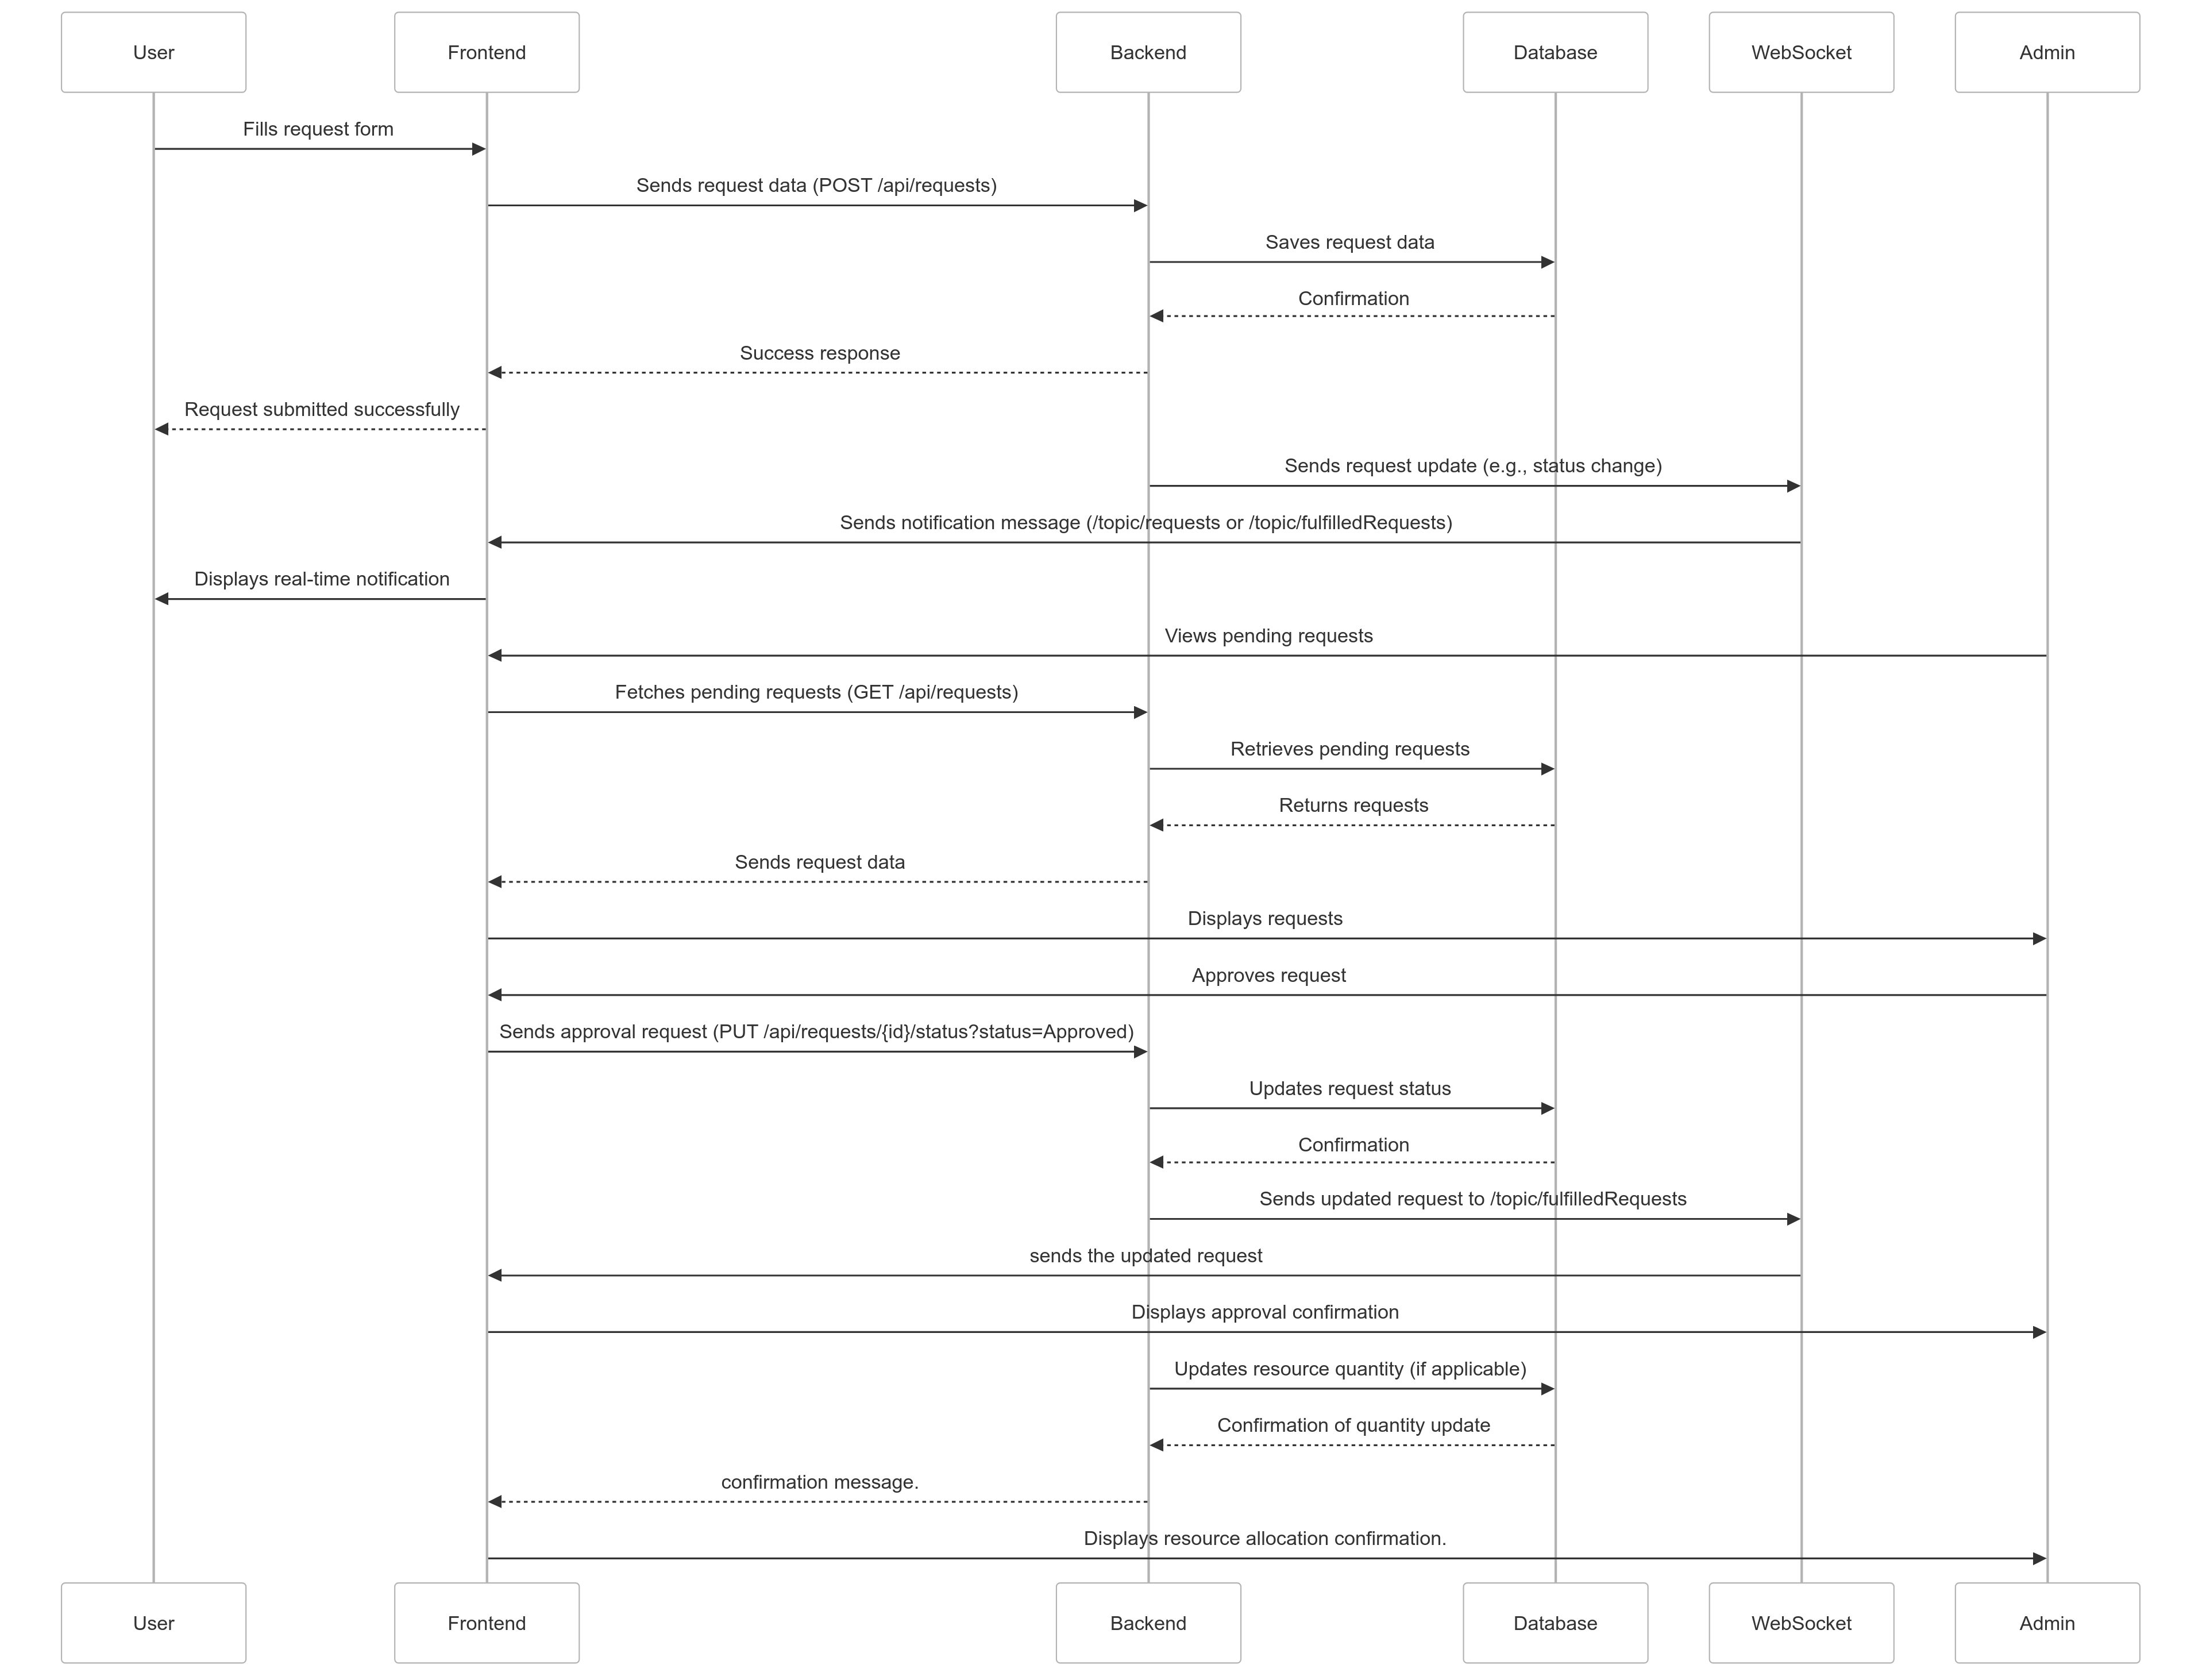 User
Frontend
Backend
Database
WebSocket
Admin
Fills request form
Sends request data (POST /api/requests)
Saves request data
Confirmation
Success response
Request submitted successfully
Sends request update (e.g., status change)
Sends notification message (/topic/requests or /topic/fulfilledRequests)
Displays real-time notification
Views pending requests
Fetches pending requests (GET /api/requests)
Retrieves pending requests
Returns requests
Sends request data
Displays requests
Approves request
Sends approval request (PUT /api/requests/{id}/status?status=Approved)
Updates request status
Confirmation
Sends updated request to /topic/fulfilledRequests
sends the updated request
Displays approval confirmation
Updates resource quantity (if applicable)
Confirmation of quantity update
confirmation message.
Displays resource allocation confirmation.
User
Frontend
Backend
Database
WebSocket
Admin